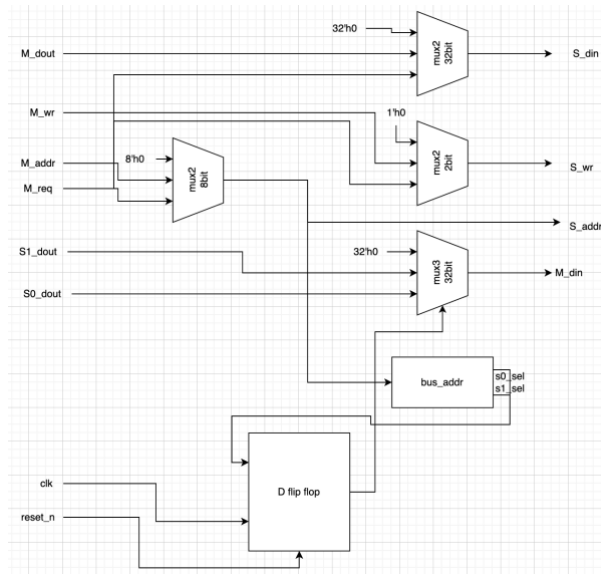 32'h0
M_dout
mux2
32bit
S_din
M_wr
1'h0
mux2
2bit
S_wr
M_addr
8'h0
mux2
8bit
M_req
S_addr
S1_dout
32'h0
mux3
32bit
M_din
S0_dout
bus_addr
s0_sel
s1_sel
clk
D flip flop
reset_n